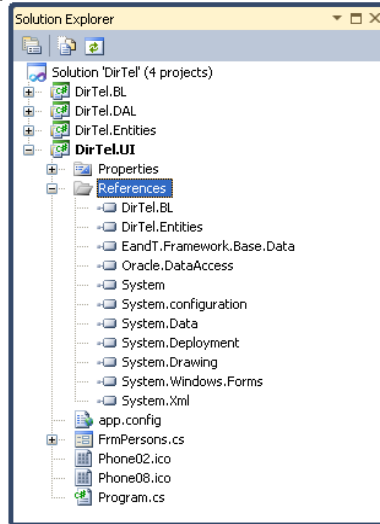 Solution Explorer
Solution 'DirTel' (4 projects)
DirTel.BL
DirTel.DAL
DirTel.Entities
DirTel.UI
Properties
References
DirTel.BL
DirTel.Entities
EandT.Framework.Base.Data
Oracle.DataAccess
System
System.configuration
System.Data
System.Deployment
System.Drawing
System.Windows.Forms
System.Xml
app.config
FrmPersons.cs
Phone02.ico
Phone08.ico
Program.cs